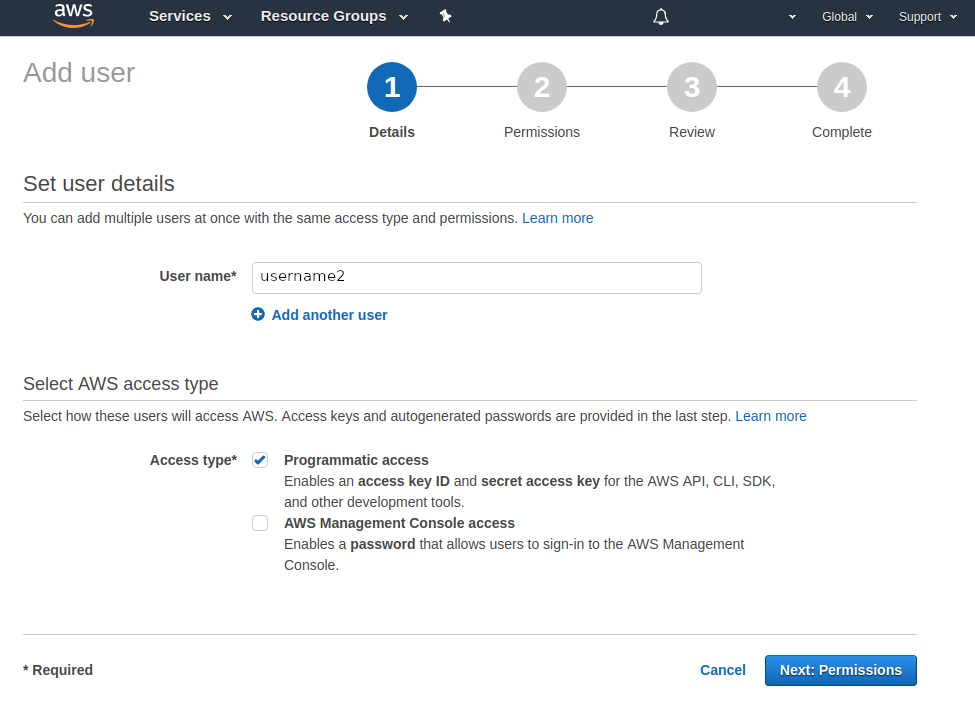 aws Services Resource Groups Global Support
Add user
1 2 3 4
Details Permissions Review Complete
Set user details
You can add multiple users at once with the same access type and permissions. Learn more
User name* username2
Add another user
Select AWS access type
Select how these users will access AWS. Access keys and autogenerated passwords are provided in the last step. Learn more
Access type* Programmatic access
Enables an access key ID and secret access key for the AWS API, CLI, SDK,
and other development tools.
AWS Management Console access
Enables a password that allows users to sign-in to the AWS Management
Console.
* Required Cancel Next: Permissions